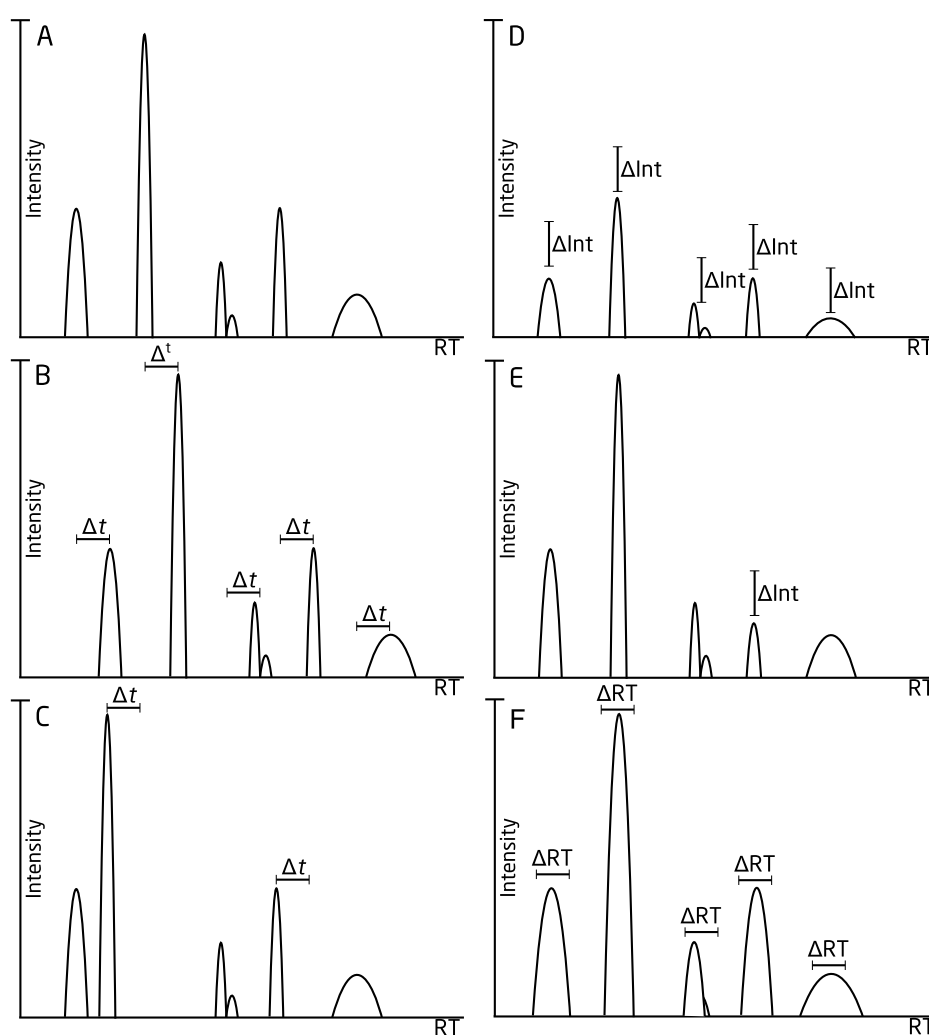 A
Intensity
RT
B
Intensity
Δt
Δt
Δt
Δt
Δt
RT
C
Intensity
Δt
Δt
RT
D
Intensity
ΔInt
ΔInt
ΔInt
ΔInt
ΔInt
RT
E
Intensity
ΔInt
RT
F
Intensity
ΔRT
ΔRT
ΔRT
ΔRT
ΔRT
RT